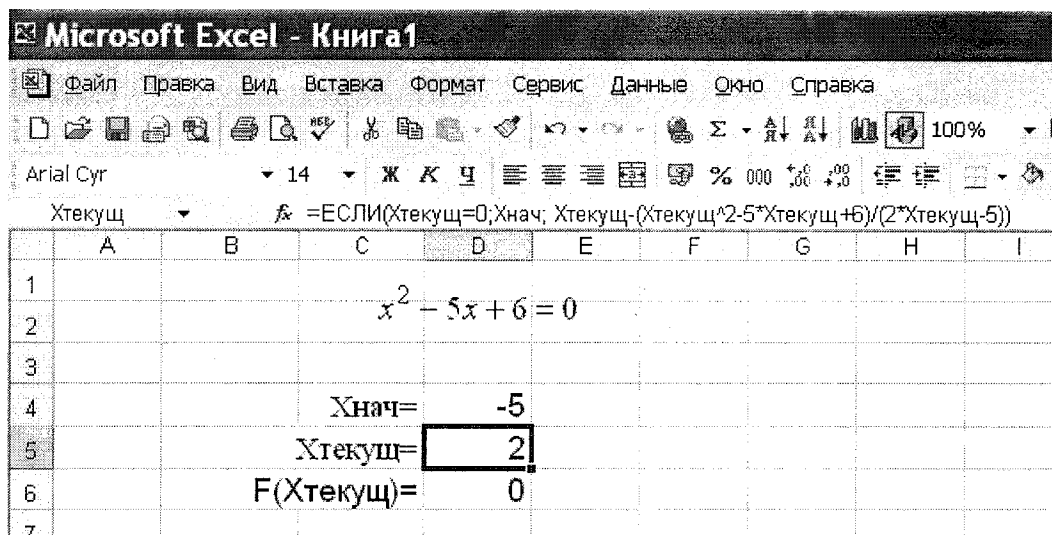 Microsoft Excel - Книга1
Файл Правка Вид Вставка Формат Сервис Данные Окно Справка
100%
Arial Cyr 14 Ж К Ч % 000
Хтекущ fx =ЕСЛИ(Хтекущ=0;Хнач; Хтекущ-(Хтекущ^2-5*Хтекущ+6)/(2*Хтекущ-5))
A B C D E F G H I
1
x² − 5x + 6 = 0
2
3
4 Хнач= -5
5 Хтекущ= 2
6 F(Хтекущ)= 0
7